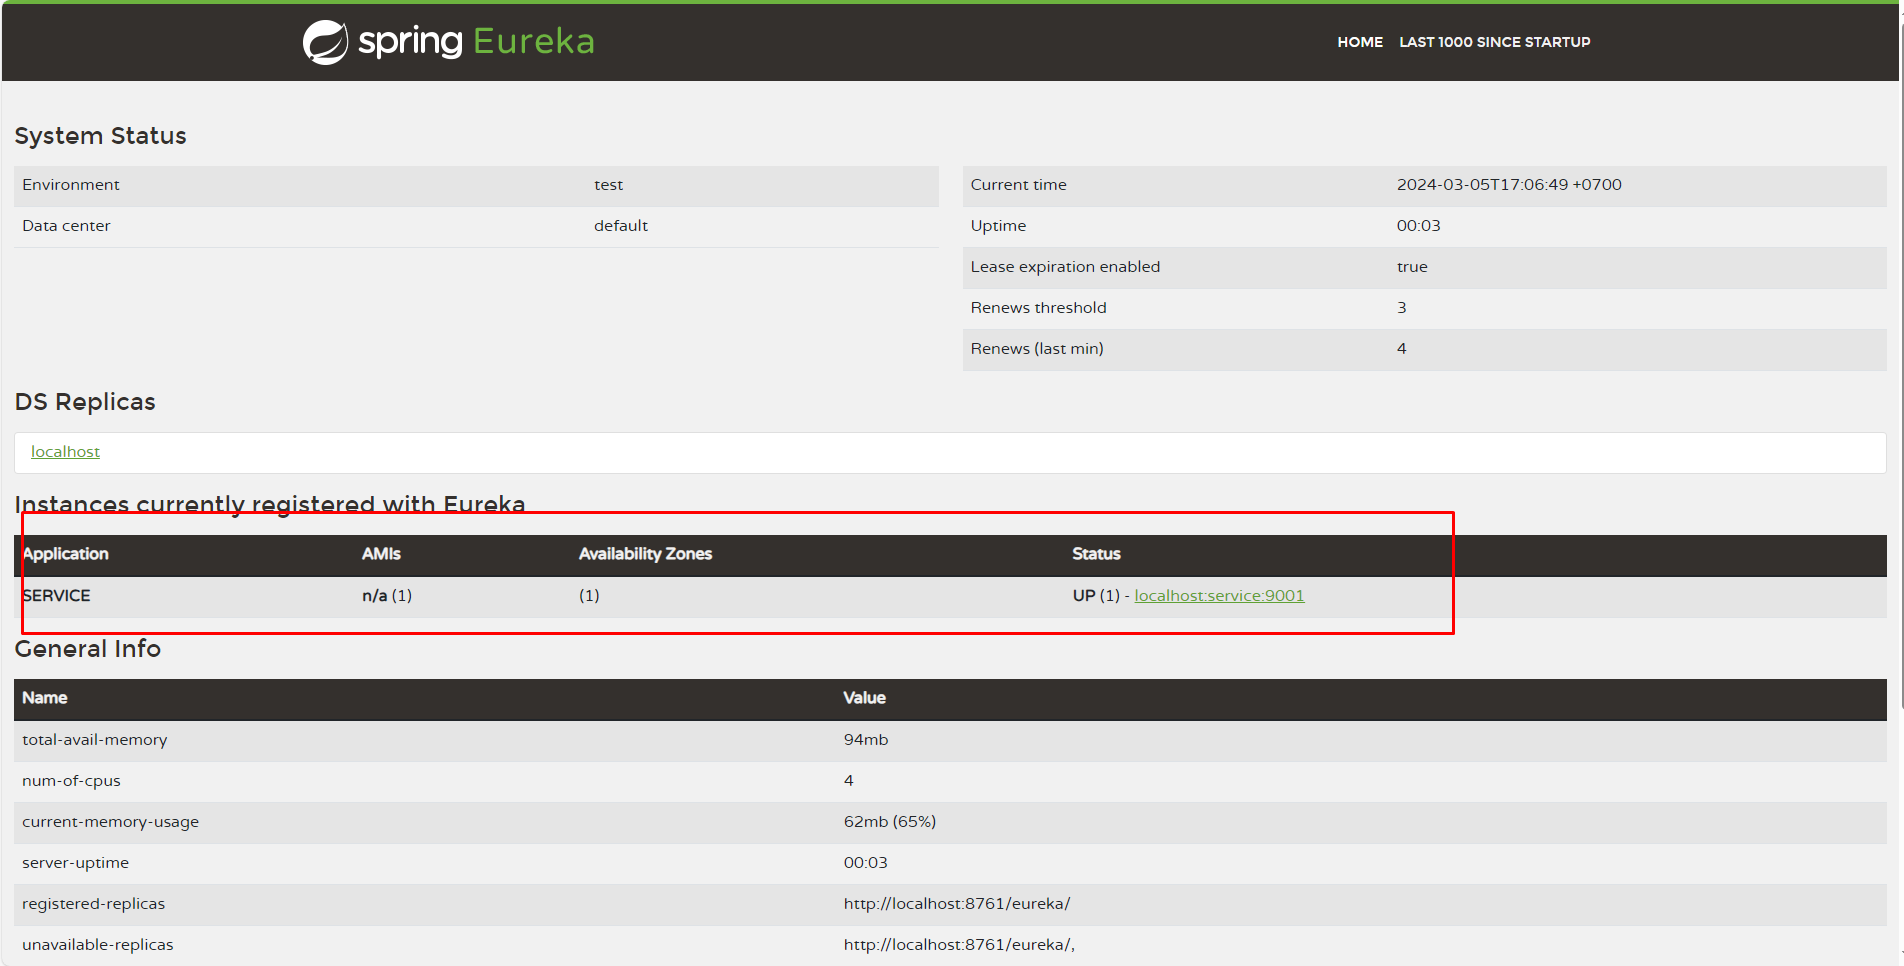 spring Eureka
HOME LAST 1000 SINCE STARTUP
System Status
Environment test
Data center default
Current time 2024-03-05T17:06:49 +0700
Uptime 00:03
Lease expiration enabled true
Renews threshold 3
Renews (last min) 4
DS Replicas
localhost
Instances currently registered with Eureka
Application AMIs Availability Zones Status
SERVICE n/a (1) (1) UP (1) - localhost:service:9001
General Info
Name Value
total-avail-memory 94mb
num-of-cpus 4
current-memory-usage 62mb (65%)
server-uptime 00:03
registered-replicas http://localhost:8761/eureka/
unavailable-replicas http://localhost:8761/eureka/,